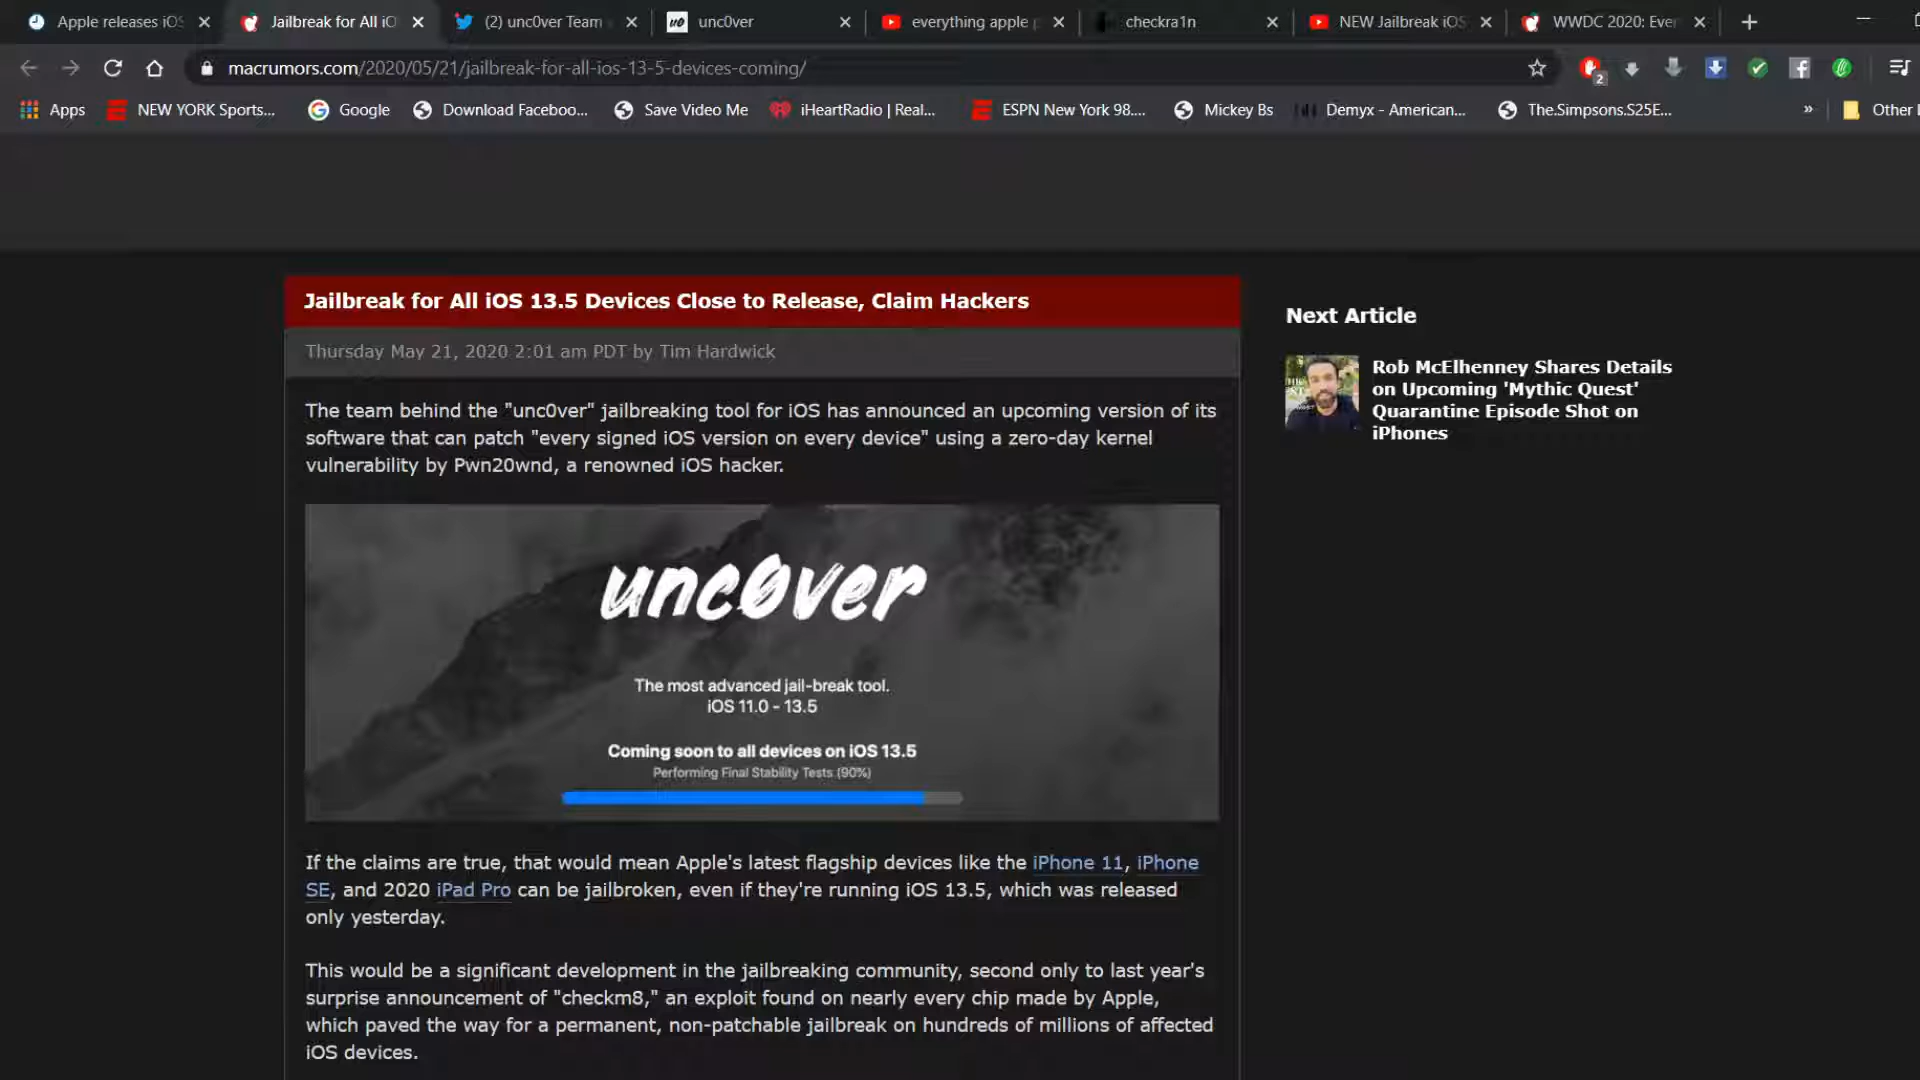 Apple releases iOS
Jailbreak for All iO
(2) unc0ver Team
u0
unc0ver
everything apple p
checkra1n
NEW Jailbreak iOS
WWDC 2020: Ever
macrumors.com/2020/05/21/jailbreak-for-all-ios-13-5-devices-coming/
2
Apps
NEW YORK Sports...
Google
Download Faceboo...
Save Video Me
iHeartRadio | Real...
ESPN New York 98....
Mickey Bs
Demyx - American...
The.Simpsons.S25E...
»
Other
Jailbreak for All iOS 13.5 Devices Close to Release, Claim Hackers
Thursday May 21, 2020 2:01 am PDT by Tim Hardwick
The team behind the "unc0ver" jailbreaking tool for iOS has announced an upcoming version of its
software that can patch "every signed iOS version on every device" using a zero-day kernel
vulnerability by Pwn20wnd, a renowned iOS hacker.
unc0ver
The most advanced jail-break tool.
iOS 11.0 - 13.5
Coming soon to all devices on iOS 13.5
Performing Final Stability Tests (90%)
If the claims are true, that would mean Apple's latest flagship devices like the iPhone 11, iPhone
SE, and 2020 iPad Pro can be jailbroken, even if they're running iOS 13.5, which was released
only yesterday.
This would be a significant development in the jailbreaking community, second only to last year's
surprise announcement of "checkm8," an exploit found on nearly every chip made by Apple,
which paved the way for a permanent, non-patchable jailbreak on hundreds of millions of affected
iOS devices.
Next Article
Rob McElhenney Shares Details
on Upcoming 'Mythic Quest'
Quarantine Episode Shot on
iPhones